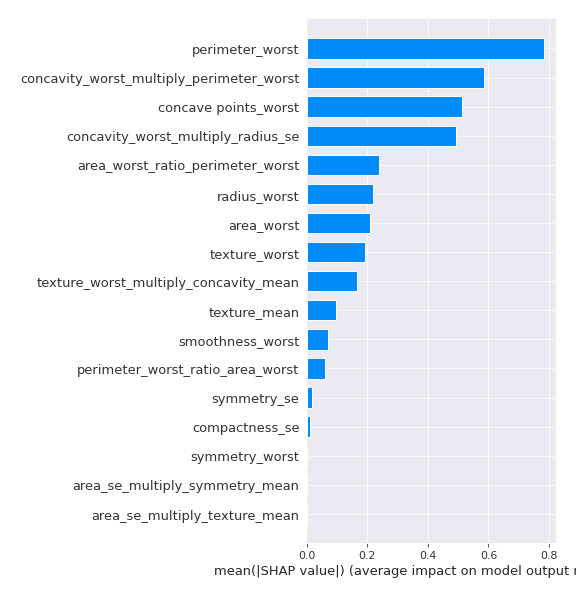 perimeter_worst
concavity_worst_multiply_perimeter_worst
concave points_worst
concavity_worst_multiply_radius_se
area_worst_ratio_perimeter_worst
radius_worst
area_worst
texture_worst
texture_worst_multiply_concavity_mean
texture_mean
smoothness_worst
perimeter_worst_ratio_area_worst
symmetry_se
compactness_se
symmetry_worst
area_se_multiply_symmetry_mean
area_se_multiply_texture_mean
0.0 0.2 0.4 0.6 0.8
mean(|SHAP value|) (average impact on model output